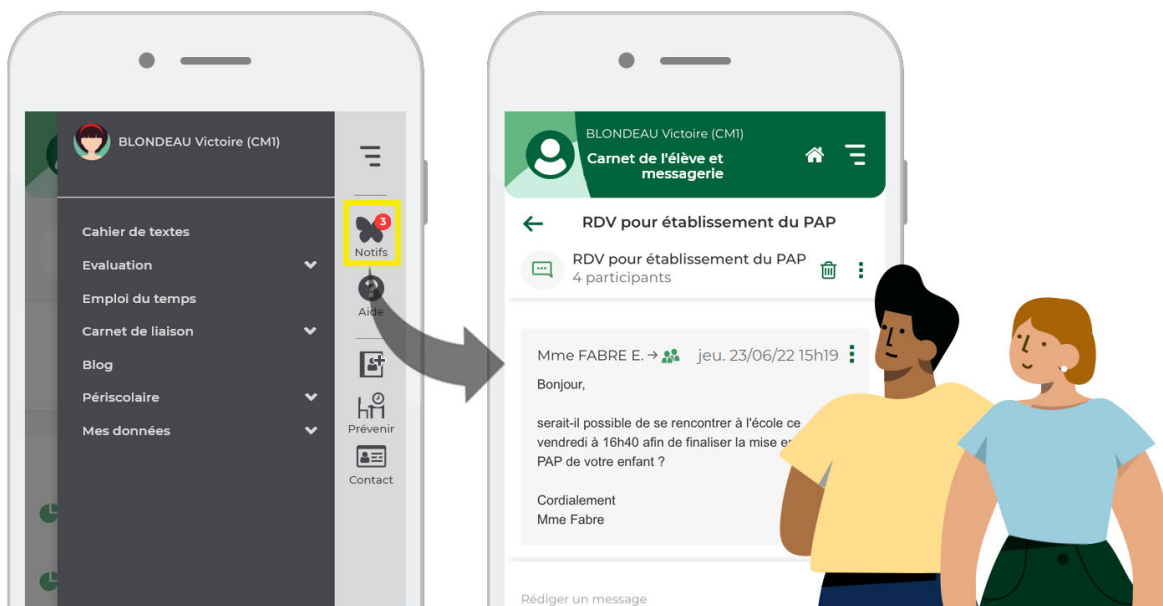 BLONDEAU Victoire (CM1)
Cahier de textes
Evaluation
Emploi du temps
Carnet de liaison
Blog
Périscolaire
Mes données
3
Notifs
?
Aide
Prévenir
Contact
BLONDEAU Victoire (CM1)
Carnet de l'élève et
messagerie
RDV pour établissement du PAP
RDV pour établissement du PAP
4 participants
Mme FABRE E. → jeu. 23/06/22 15h19
Bonjour,
serait-il possible de se rencontrer à l'école ce
vendredi à 16h40 afin de finaliser la mise
PAP de votre enfant ?
Cordialement
Mme Fabre
Rédiger un message